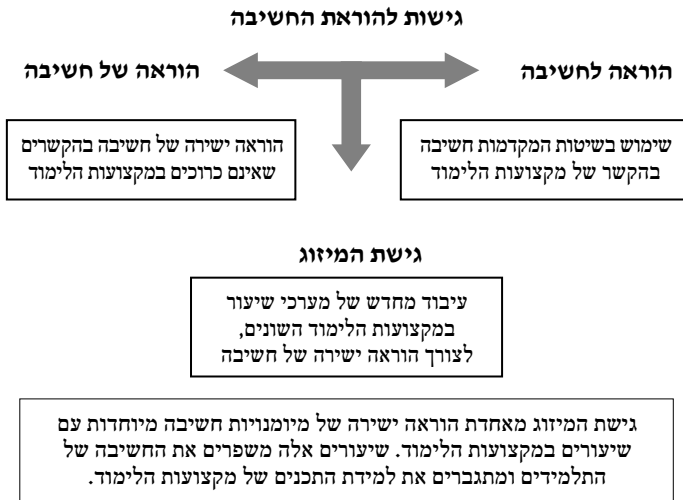 גישות להוראת החשיבה
הוראה לחשיבה
הוראה של חשיבה
שימוש בשיטות המקדמות חשיבה
בהקשר של מקצועות הלימוד
הוראה ישירה של חשיבה בהקשרים
שאינם כרוכים במקצועות הלימוד
גישת המיזוג
עיבוד מחדש של מערכי שיעור
במקצועות הלימוד השונים,
לצורך הוראה ישירה של חשיבה
גישת המיזוג מאחדת הוראה ישירה של מיומנויות חשיבה מיוחדות עם
שיעורים במקצועות הלימוד. שיעורים אלה משפרים את החשיבה של
התלמידים ומתגברים את למידת התכנים של מקצועות הלימוד.